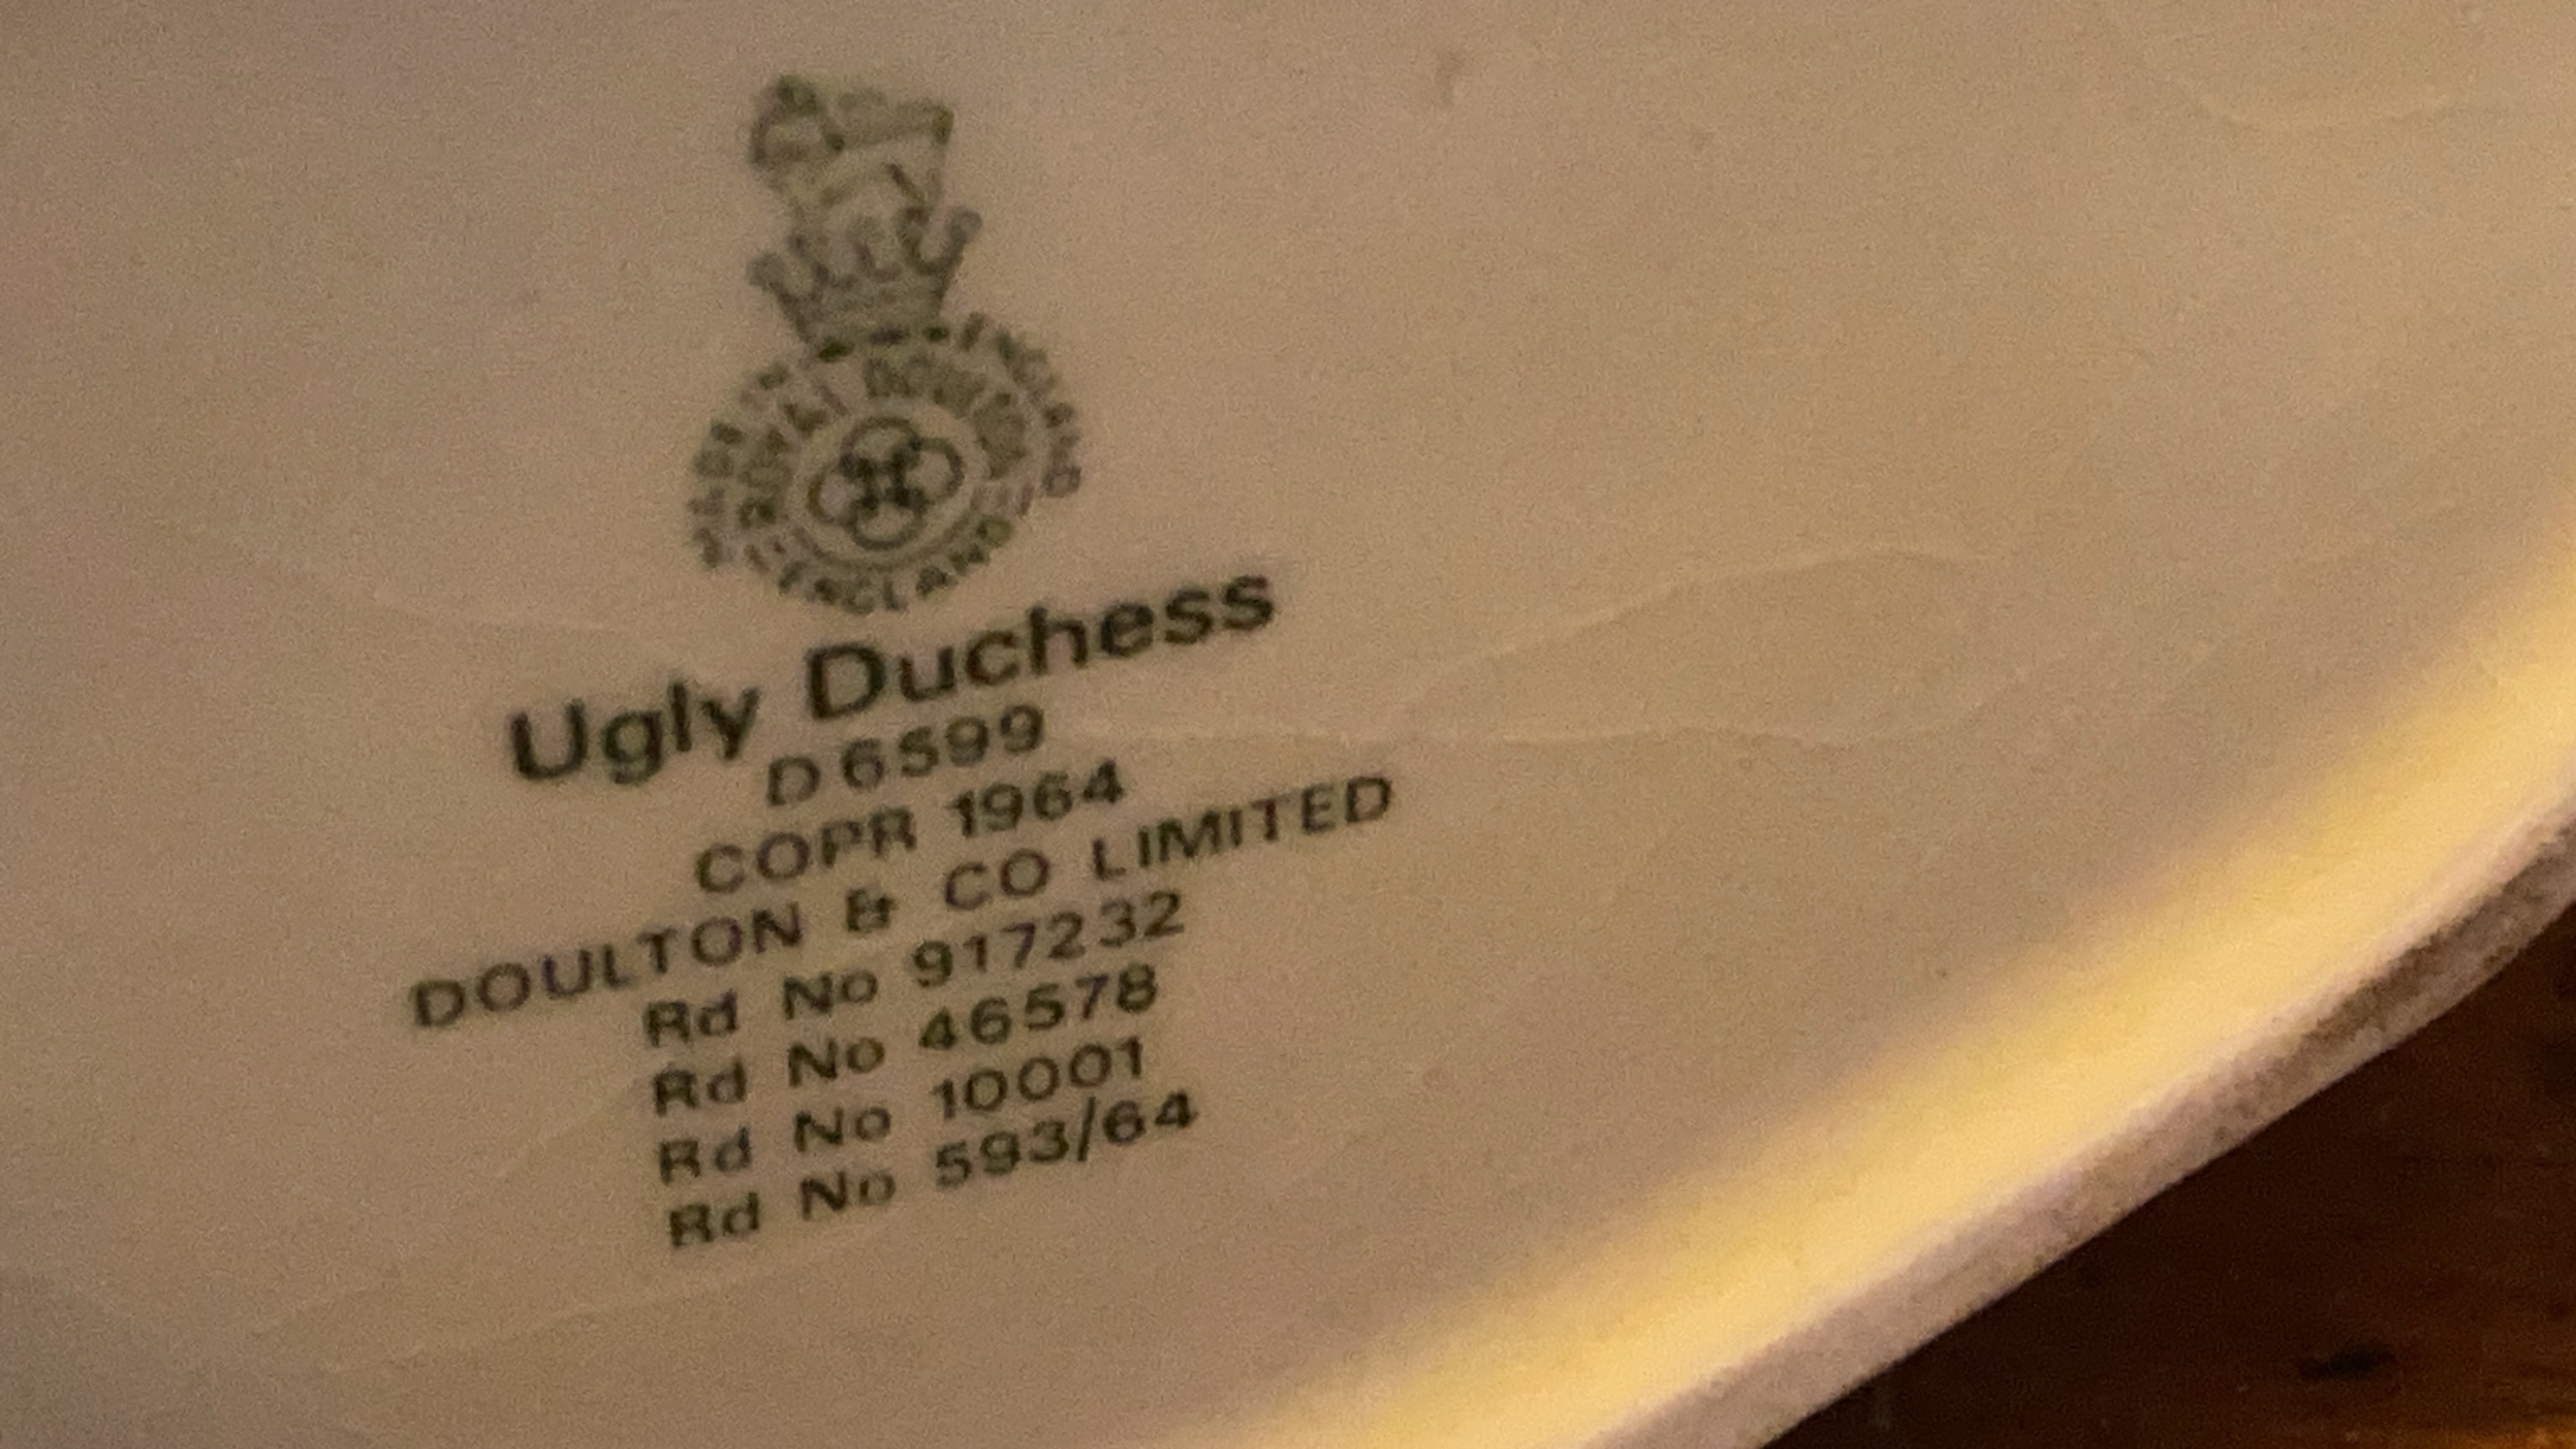 ROYAL DOULTON
ENGLAND
Ugly Duchess
D 6599
COPR 1964
DOULTON & CO LIMITED
Rd No 917232
Rd No 46578
Rd No 10001
Rd No 593/64